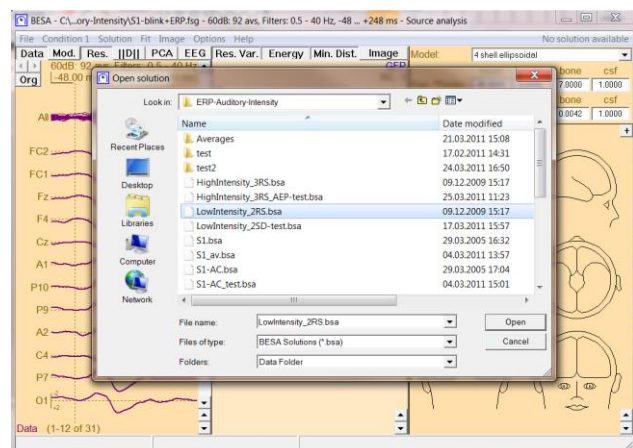 BESA - C:\...ory-Intensity\S1-blink+ERP.fsg - 60dB: 92 avs, Filters: 0.5 - 40 Hz, -48 ... +248 ms - Source analysis
File Condition 1 Solution Fit Image Options Help No solution available
Data Mod. Res. ||D|| PCA EEG Res. Var. Energy Min. Dist. Image Model: 4 shell ellipsoidal
Org
bone csf
7.0000 1.0000
bone csf
0.0042 1.0000
Open solution
Look in: ERP-Auditory-Intensity
Name Date modified
Averages 21.03.2011 15:08
test 17.02.2011 14:31
test2 24.03.2011 16:50
HighIntensity_3RS.bsa 09.12.2009 15:17
HighIntensity_3RS_AEP-test.bsa 25.03.2011 11:23
LowIntensity_2RS.bsa 09.12.2009 15:17
LowIntensity_2SD-test.bsa 17.03.2011 15:57
S1.bsa 29.03.2005 16:32
S1_av.bsa 04.03.2011 13:57
S1-AC.bsa 29.03.2005 17:04
S1-AC_test.bsa 04.03.2011 15:01
Recent Places
Desktop
Libraries
Computer
Network
File name: LowIntensity_2RS.bsa Open
Files of type: BESA Solutions (*.bsa) Cancel
Folders: Data Folder
All
FC2
FC1
Fz
F4
Cz
A1
P10
P9
A2
C4
P7
O1
Data (1-12 of 31)